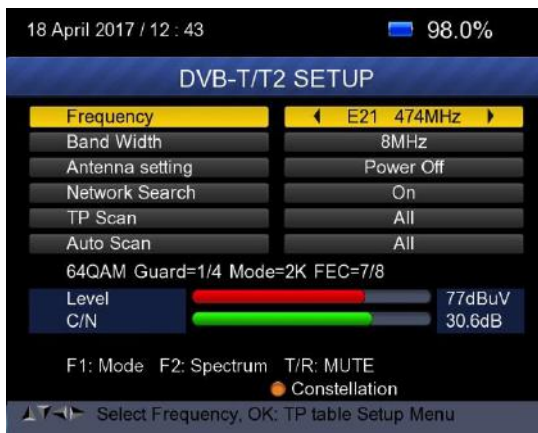 18 April 2017 / 12 : 43 98.0%
DVB-T/T2 SETUP
Frequency E21 474MHz
Band Width 8MHz
Antenna setting Power Off
Network Search On
TP Scan All
Auto Scan All
64QAM Guard=1/4 Mode=2K FEC=7/8
Level 77dBuV
C/N 30.6dB
F1: Mode F2: Spectrum T/R: MUTE
Constellation
Select Frequency, OK: TP table Setup Menu